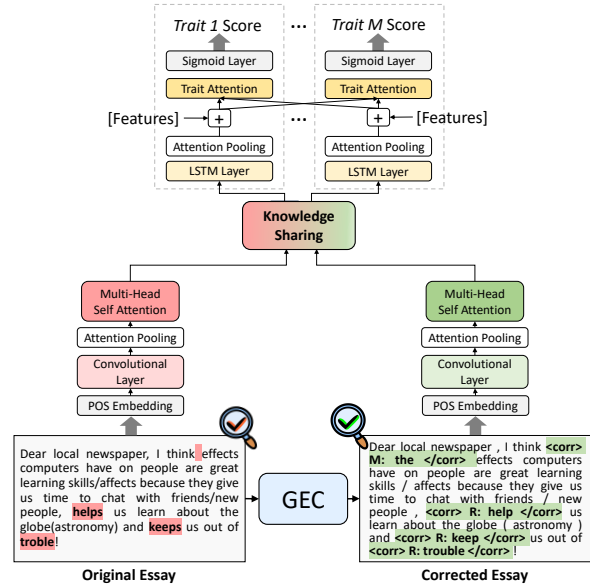 Trait 1 Score ... Trait M Score
Sigmoid Layer Sigmoid Layer
Trait Attention Trait Attention
[Features] + ... + [Features]
Attention Pooling Attention Pooling
LSTM Layer LSTM Layer
Knowledge
Sharing
Multi-Head
Self Attention
Attention Pooling
Convolutional
Layer
POS Embedding
Multi-Head
Self Attention
Attention Pooling
Convolutional
Layer
POS Embedding
Dear local newspaper, I think effects
computers have on people are great
learning skills/affects because they give
us time to chat with friends/new
people, helps us learn about the
globe(astronomy) and keeps us out of
troble!
Original Essay
GEC
Dear local newspaper , I think <corr>
M: the </corr> effects computers
have on people are great learning
skills / affects because they give us
time to chat with friends / new
people , <corr> R: help </corr> us
learn about the globe ( astronomy )
and <corr> R: keep </corr> us out of
<corr> R: trouble </corr> !
Corrected Essay